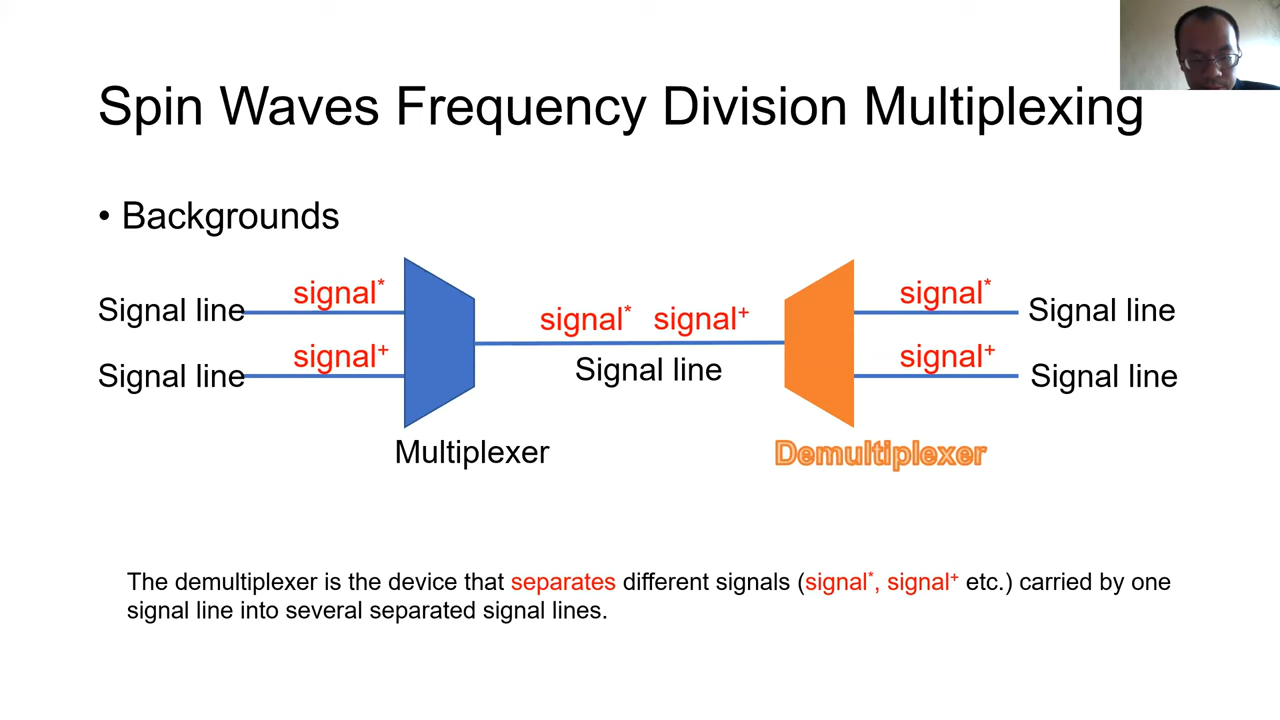 Spin Waves Frequency Division Multiplexing
• Backgrounds
Signal line
signal*
signal* signal+
signal*
Signal line
Signal line
signal+
Signal line
signal+
Signal line
Multiplexer
Demultiplexer
The demultiplexer is the device that separates different signals (signal*, signal+ etc.) carried by one
signal line into several separated signal lines.